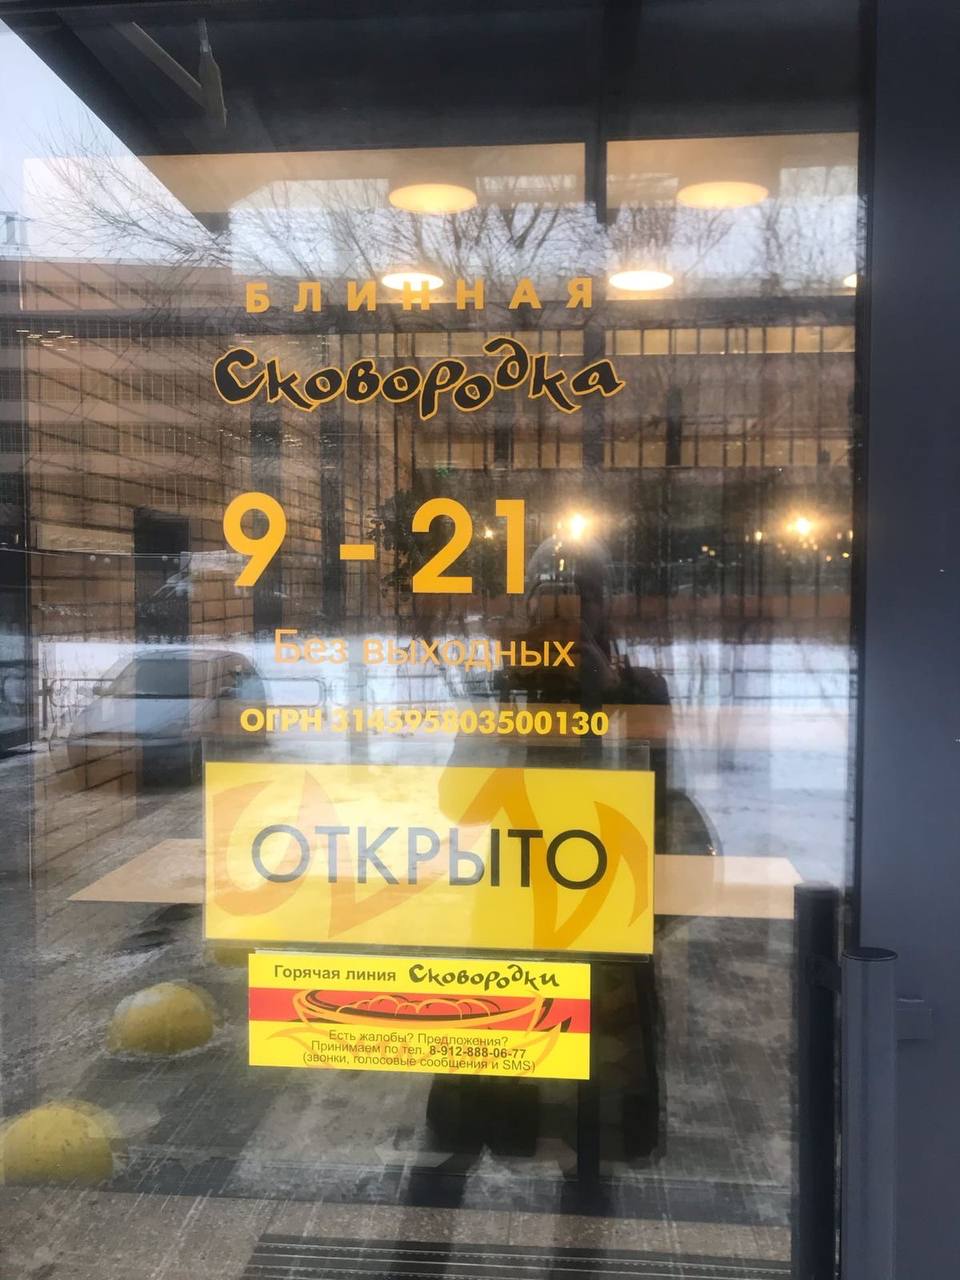 БЛИННАЯ
Сковородка
9 - 21
Без выходных
ОГРН 314595803500130
ОТКРЫТО
Горячая линия Сковородки
Есть жалобы? Предложения?
Принимаем по тел. 8-912-888-06-77
(звонки, голосовые сообщения и SMS)